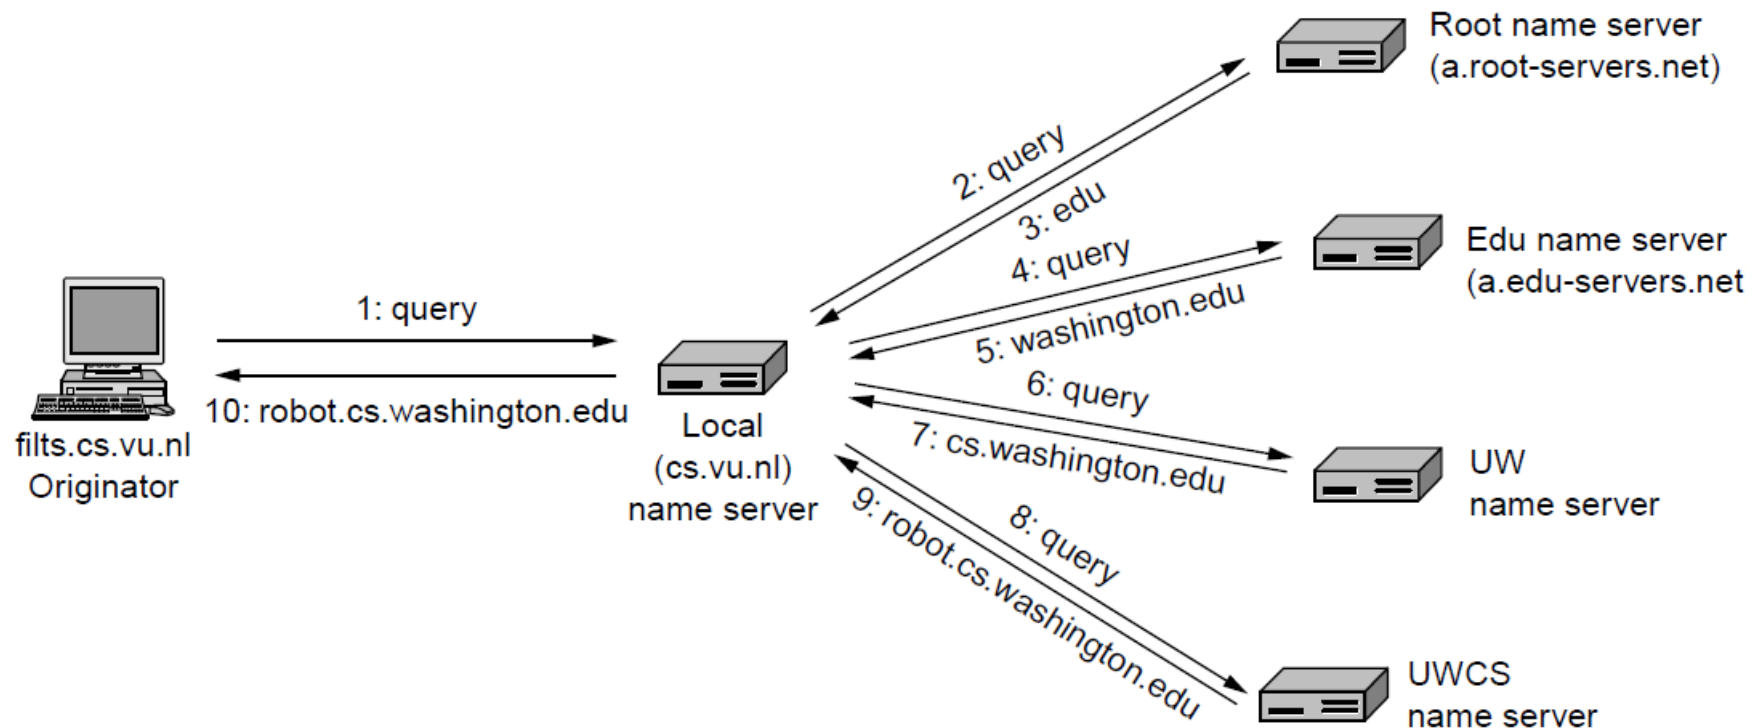 Root name server
(a.root-servers.net)
2: query
3: edu
4: query
Edu name server
(a.edu-servers.net
5: washington.edu
1: query
6: query
10: robot.cs.washington.edu
7: cs.washington.edu
filts.cs.vu.nl
Originator
Local
(cs.vu.nl)
name server
UW
name server
8: query
9: robot.cs.washington.edu
UWCS
name server